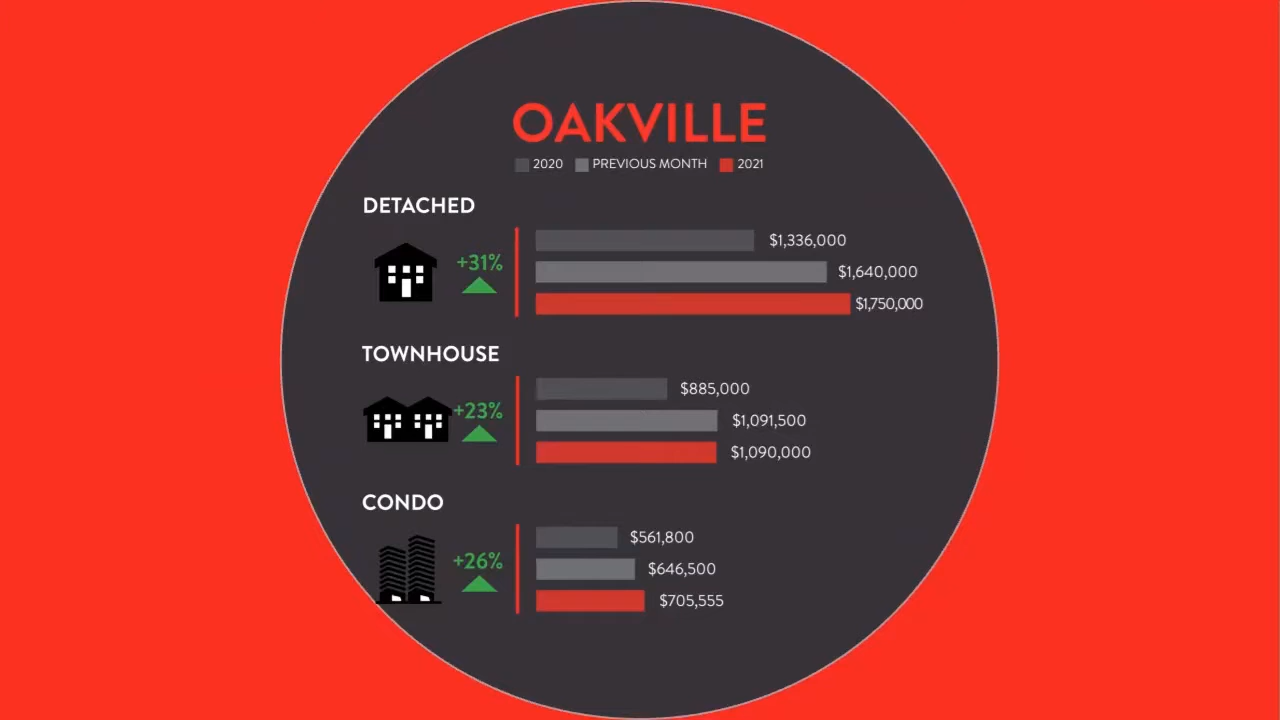 OAKVILLE
2020 PREVIOUS MONTH 2021
DETACHED
+31%
$1,336,000
$1,640,000
$1,750,000
TOWNHOUSE
+23%
$885,000
$1,091,500
$1,090,000
CONDO
+26%
$561,800
$646,500
$705,555